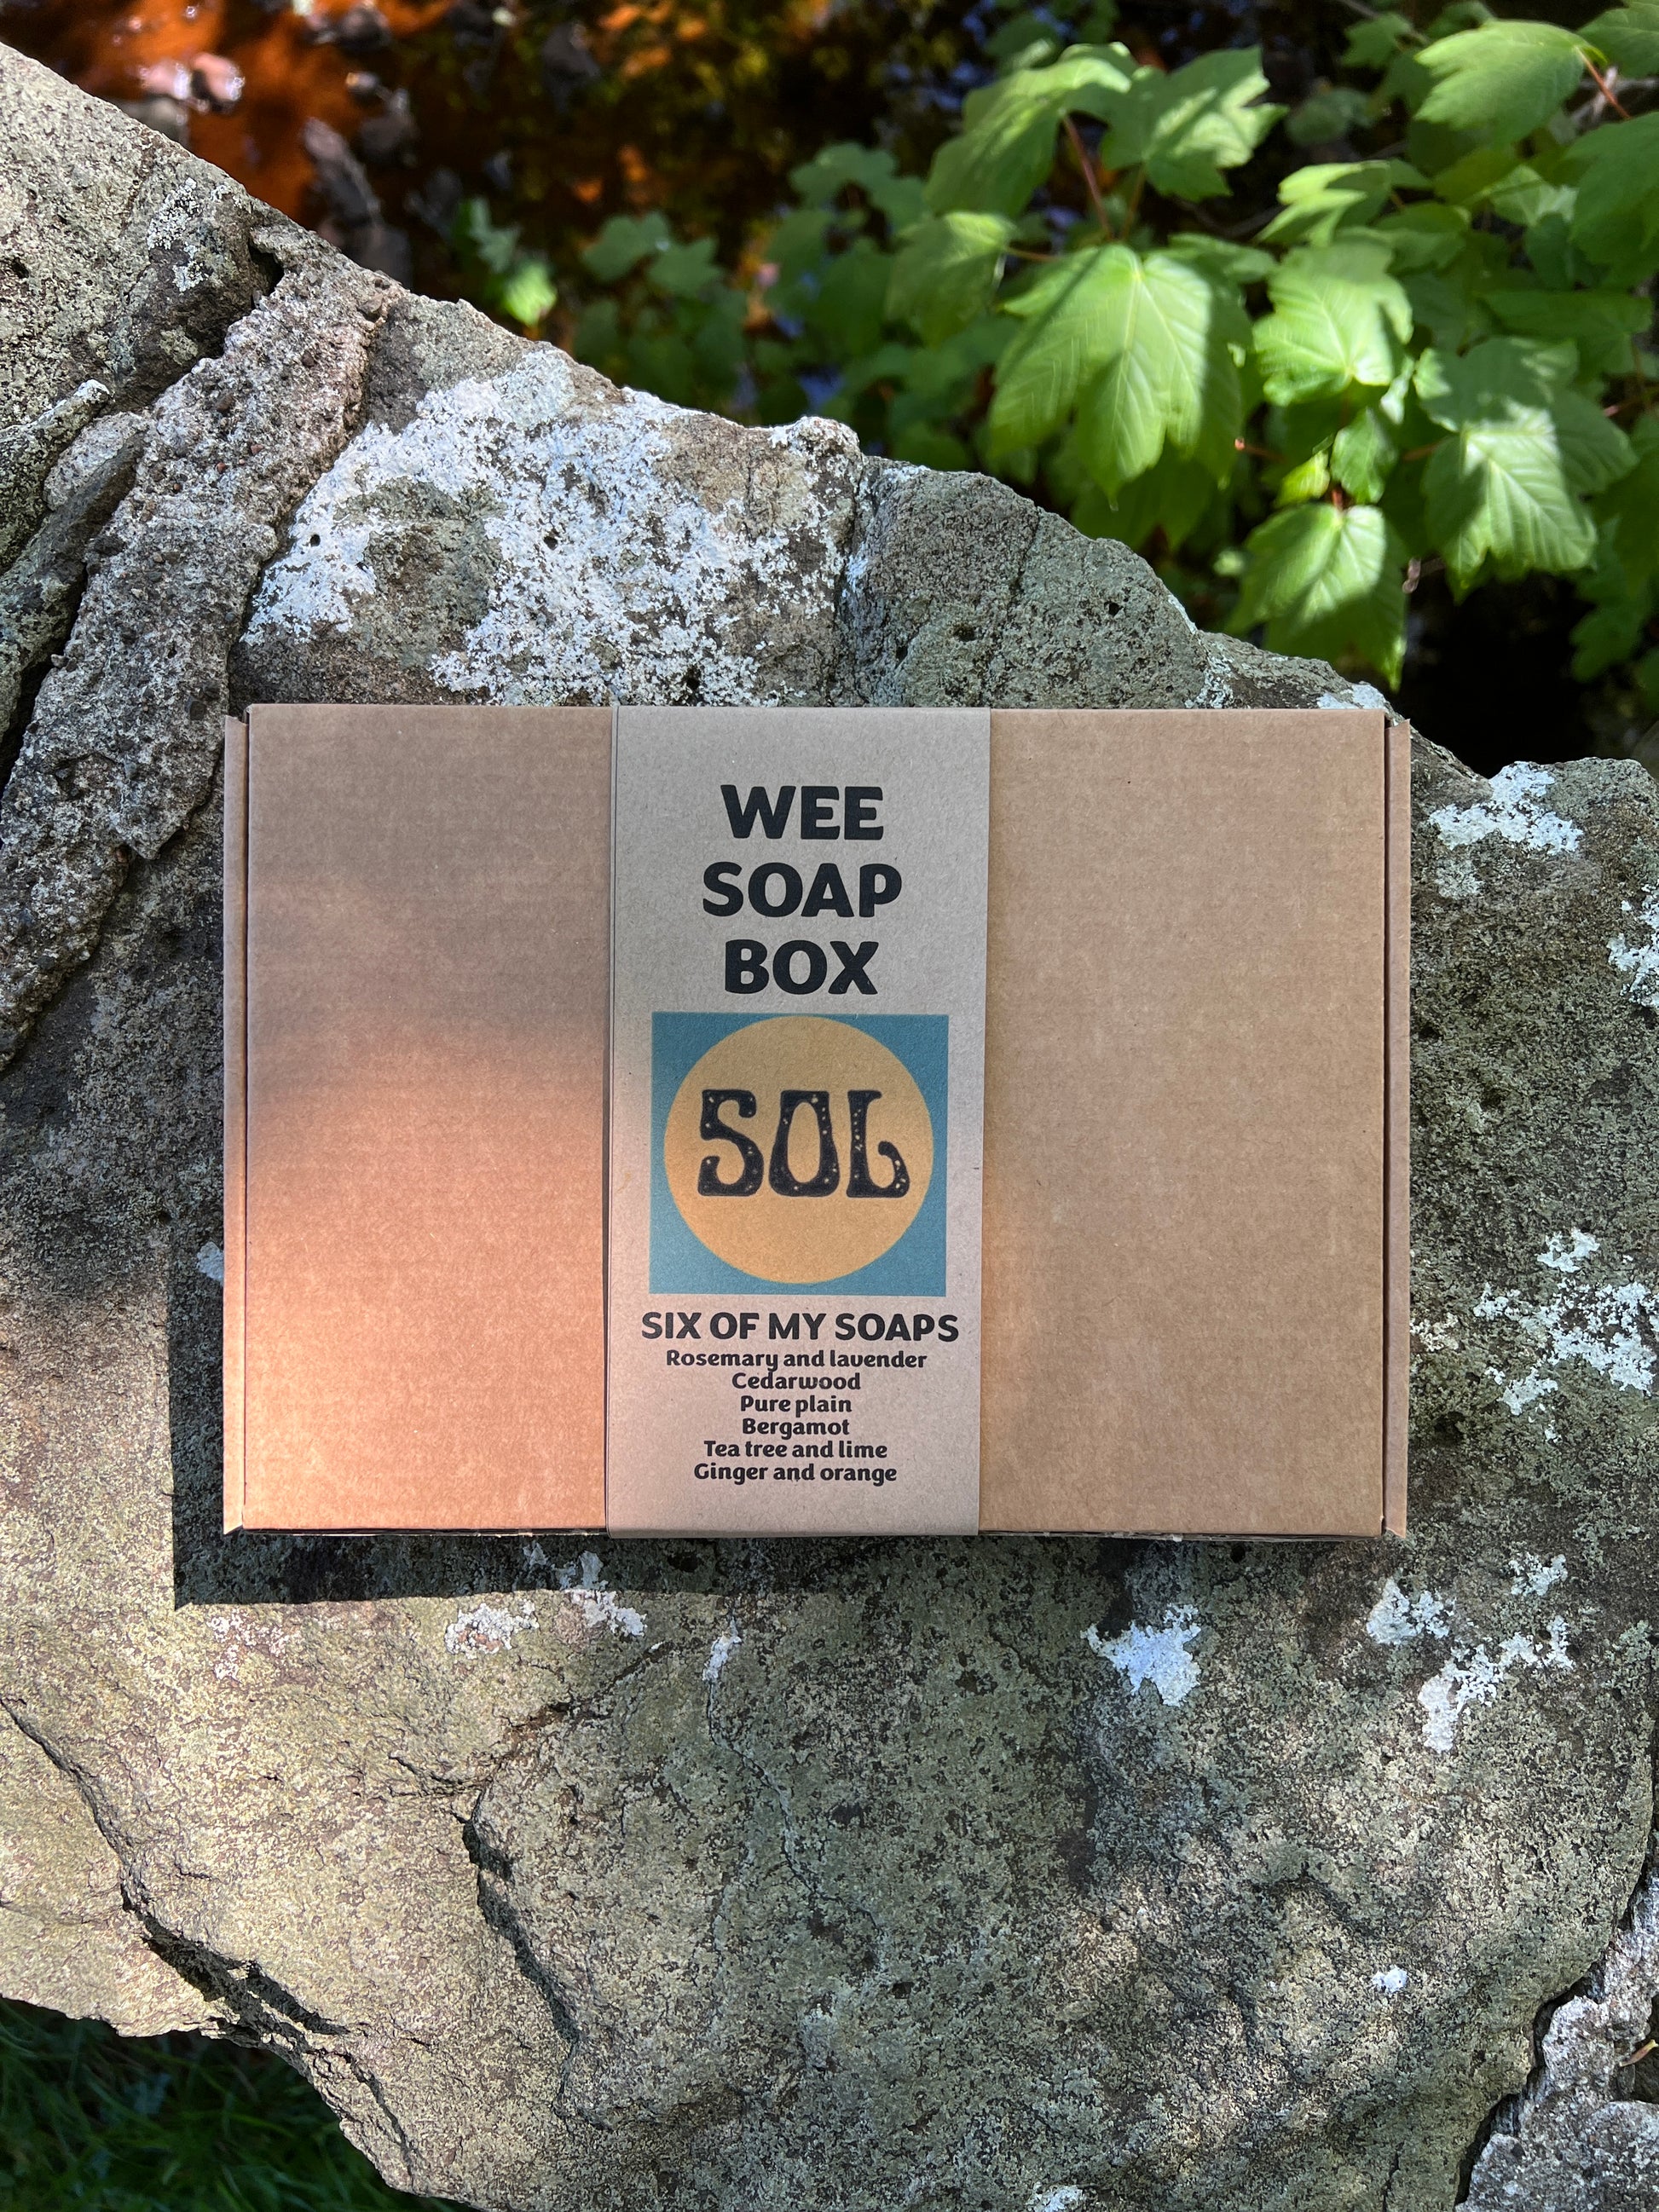 WEE
SOAP
BOX
SOL
SIX OF MY SOAPS
Rosemary and lavender
Cedarwood
Pure plain
Bergamot
Tea tree and lime
Ginger and orange